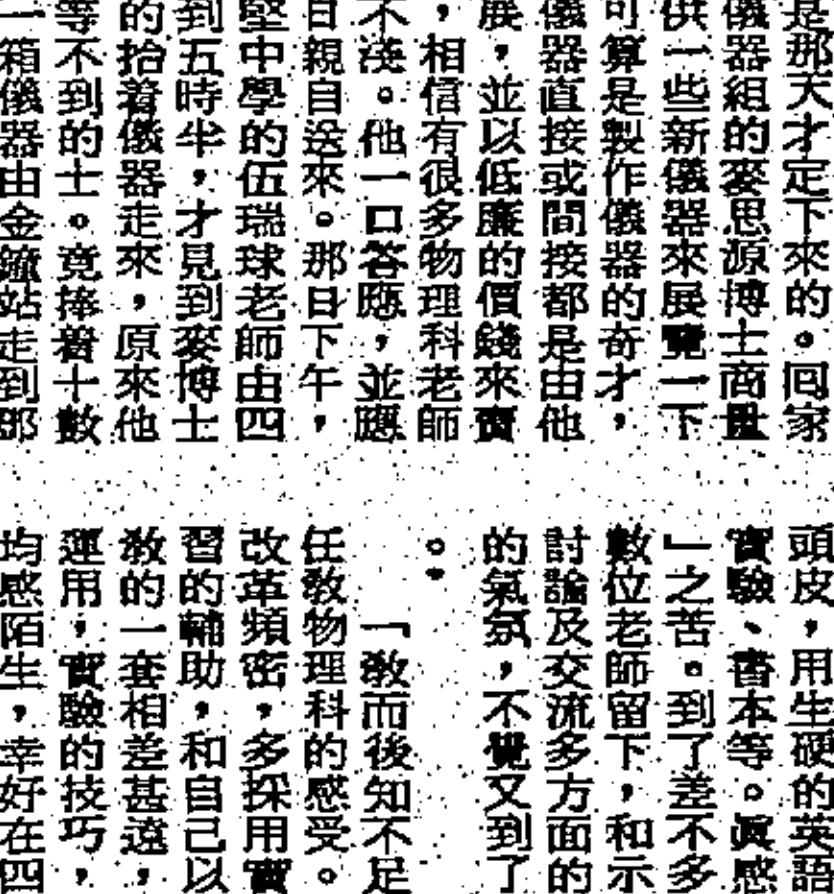 是那天才定下來的。回家
儀器組的麥思源博士商量
供一些新儀器來展覽一下
可算是製作儀器的奇才，
儀器直接或間接都是由他
展，並以低廉的價錢來賣
，相信有很多物理科老師
不淺。他一口答應，並應
日親自送來。那日下午，
堅中學的伍瑞球老師由四
到五時半，才見到麥博士
的抬着儀器走來，原來他
等不到的士。竟捧着十數
一箱儀器由金鐘站走到那
頭皮，用生硬的英語
實驗、書本等。眞感
」之苦。到了差不多
數位老師留下，和示
討論及交流多方面的
的氣氛，不覺又到了
。
「敎而後知不足
任敎物理科的感受。
改革頻密，多採用實
習的輔助，和自己以
敎的一套相差甚遠，
運用，實驗的技巧，
均感陌生，幸好在四